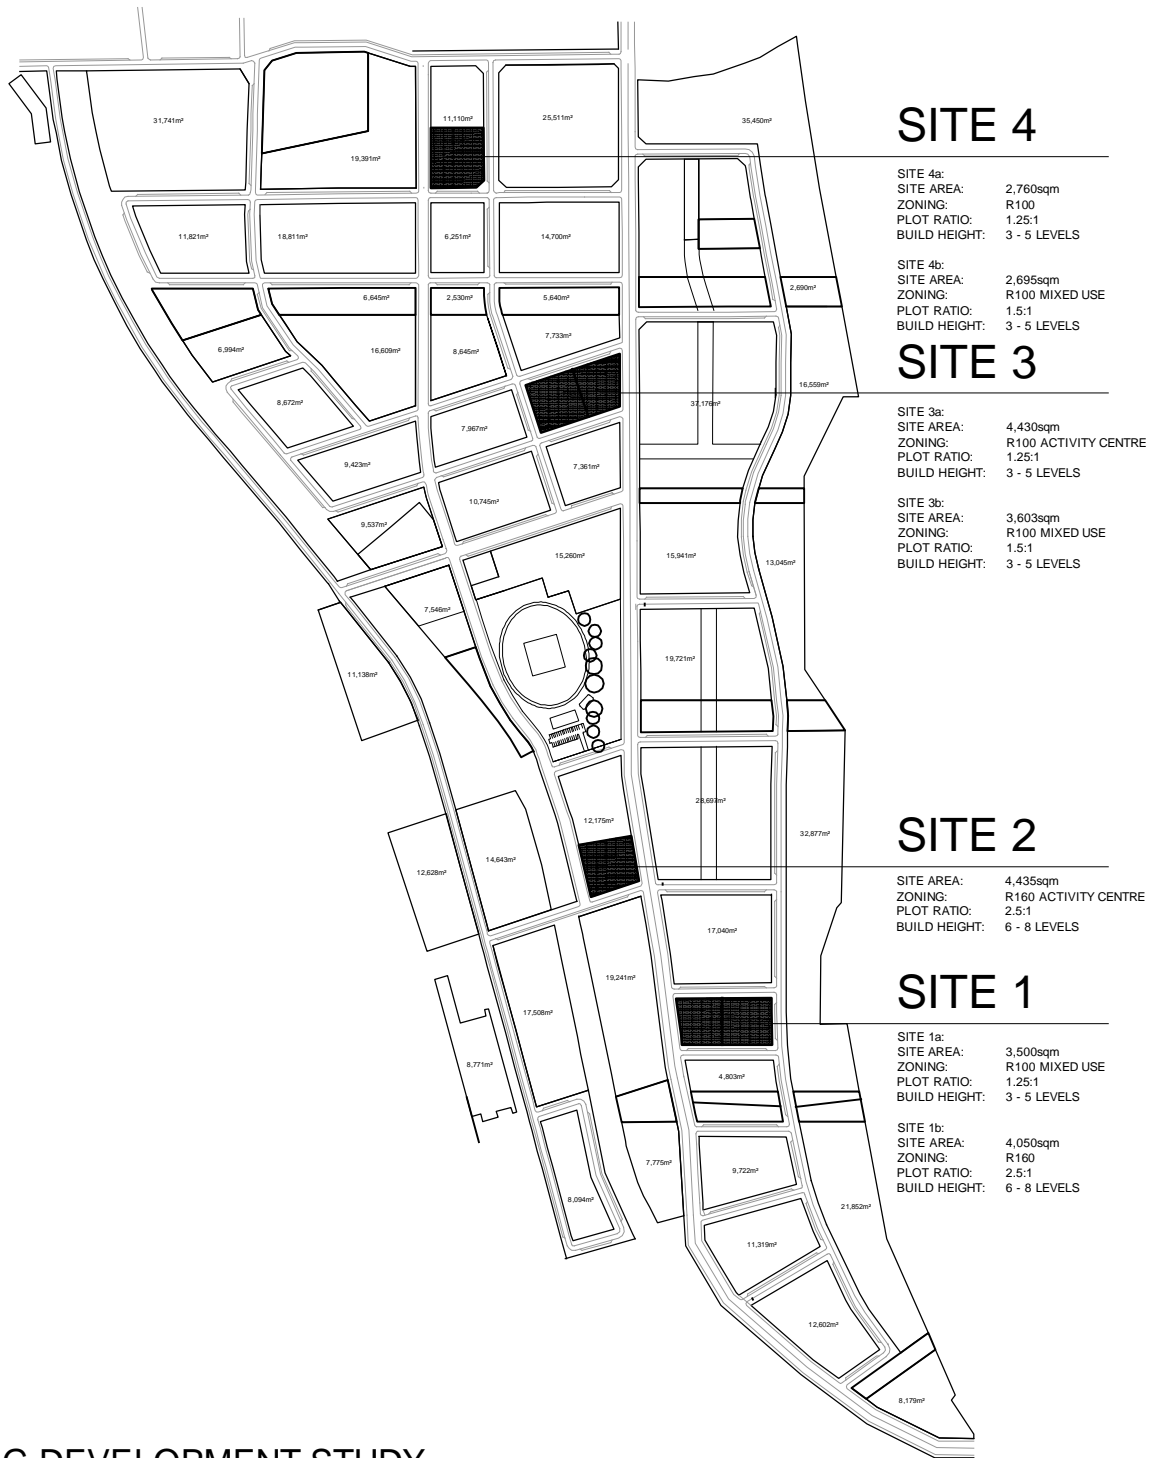 SITE 4
SITE 4a:
SITE AREA: 2,760sqm
ZONING: R100
PLOT RATIO: 1.25:1
BUILD HEIGHT: 3 - 5 LEVELS
SITE 4b:
SITE AREA: 2,695sqm
ZONING: R100 MIXED USE
PLOT RATIO: 1.5:1
BUILD HEIGHT: 3 - 5 LEVELS
SITE 3
SITE 3a:
SITE AREA: 4,430sqm
ZONING: R100 ACTIVITY CENTRE
PLOT RATIO: 1.25:1
BUILD HEIGHT: 3 - 5 LEVELS
SITE 3b:
SITE AREA: 3,603sqm
ZONING: R100 MIXED USE
PLOT RATIO: 1.5:1
BUILD HEIGHT: 3 - 5 LEVELS
SITE 2
SITE AREA: 4,435sqm
ZONING: R160 ACTIVITY CENTRE
PLOT RATIO: 2.5:1
BUILD HEIGHT: 6 - 8 LEVELS
SITE 1
SITE 1a:
SITE AREA: 3,500sqm
ZONING: R100 MIXED USE
PLOT RATIO: 1.25:1
BUILD HEIGHT: 3 - 5 LEVELS
SITE 1b:
SITE AREA: 4,050sqm
ZONING: R160
PLOT RATIO: 2.5:1
BUILD HEIGHT: 6 - 8 LEVELS
31,741m²
11,110m²
25,511m²
35,450m²
19,391m²
11,821m²
18,811m²
6,251m²
14,700m²
2,690m²
6,645m²
2,530m²
5,640m²
7,733m²
6,994m²
16,609m²
8,645m²
16,559m²
8,672m²
37,176m²
7,967m²
9,423m²
7,361m²
10,745m²
9,537m²
15,260m²
15,941m²
13,045m²
7,546m²
19,721m²
11,138m²
28,697m²
12,175m²
32,877m²
14,643m²
12,628m²
17,040m²
19,241m²
17,508m²
8,771m²
4,803m²
7,775m²
9,722m²
8,094m²
21,852m²
11,319m²
12,602m²
8,179m²
DEVELOPMENT STUDY